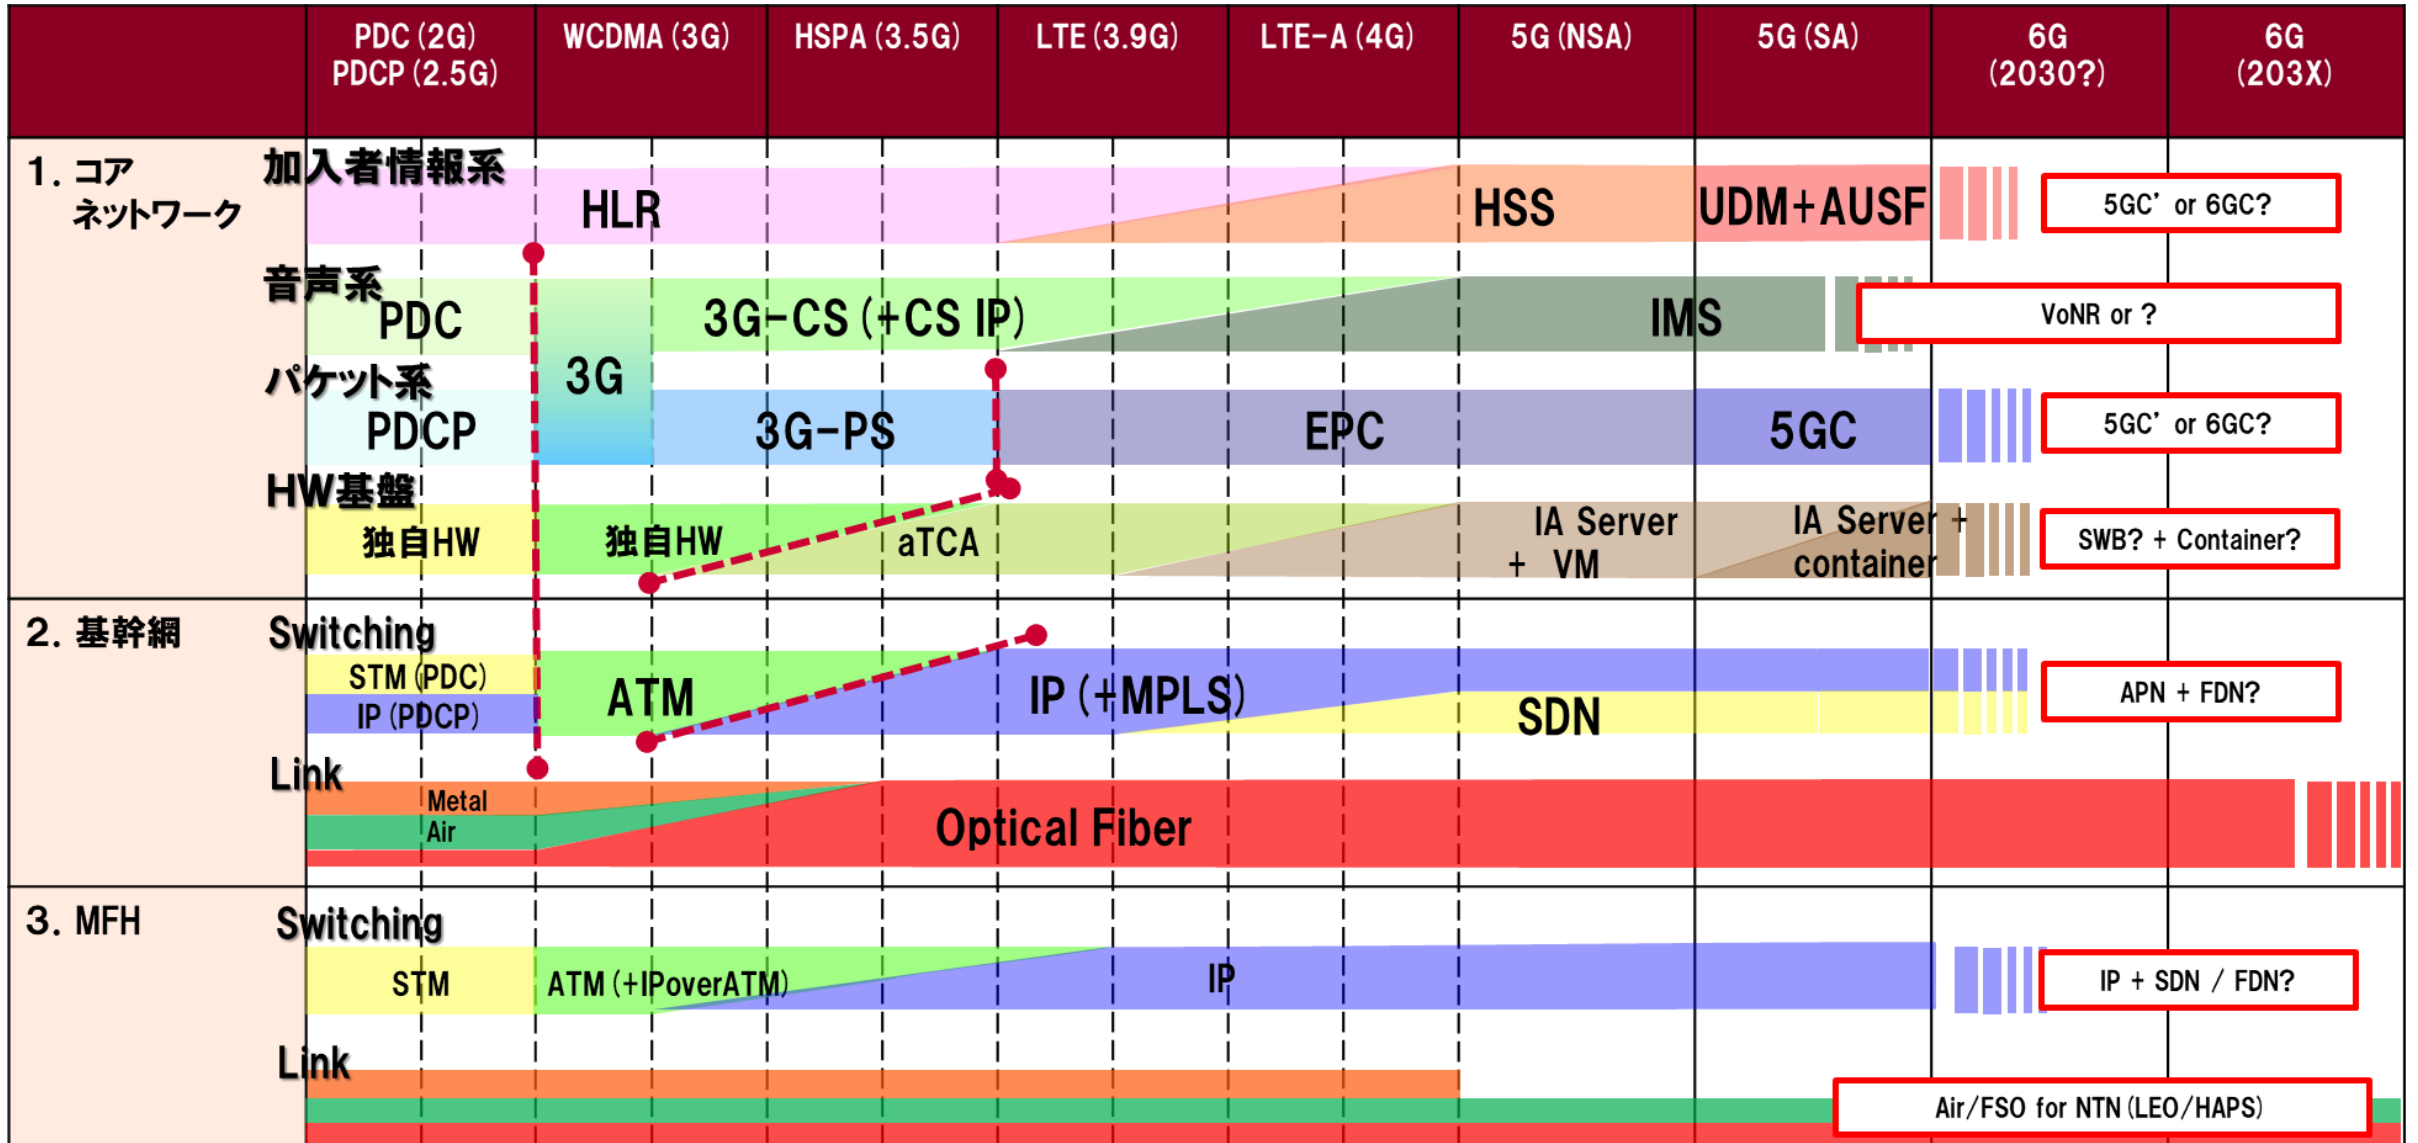 PDC (2G)
PDCP (2.5G)
WCDMA (3G)
HSPA (3.5G)
LTE (3.9G)
LTE-A (4G)
5G (NSA)
5G (SA)
6G
(2030?)
6G
(203X)
1. コア
ネットワーク
加入者情報系
HLR
HSS
UDM+AUSF
5GC' or 6GC?
音声系
PDC
3G-CS (+CS IP)
IMS
VoNR or ?
3G
パケット系
PDCP
3G-PS
EPC
5GC
5GC' or 6GC?
HW基盤
独自HW
独自HW
aTCA
IA Server
+ VM
IA Server +
container
SWB? + Container?
2. 基幹網
Switching
STM (PDC)
IP (PDCP)
ATM
IP (+MPLS)
SDN
APN + FDN?
Link
Metal
Air
Optical Fiber
3. MFH
Switching
STM
ATM (+IPoverATM)
IP
IP + SDN / FDN?
Link
Air/FSO for NTN (LEO/HAPS)